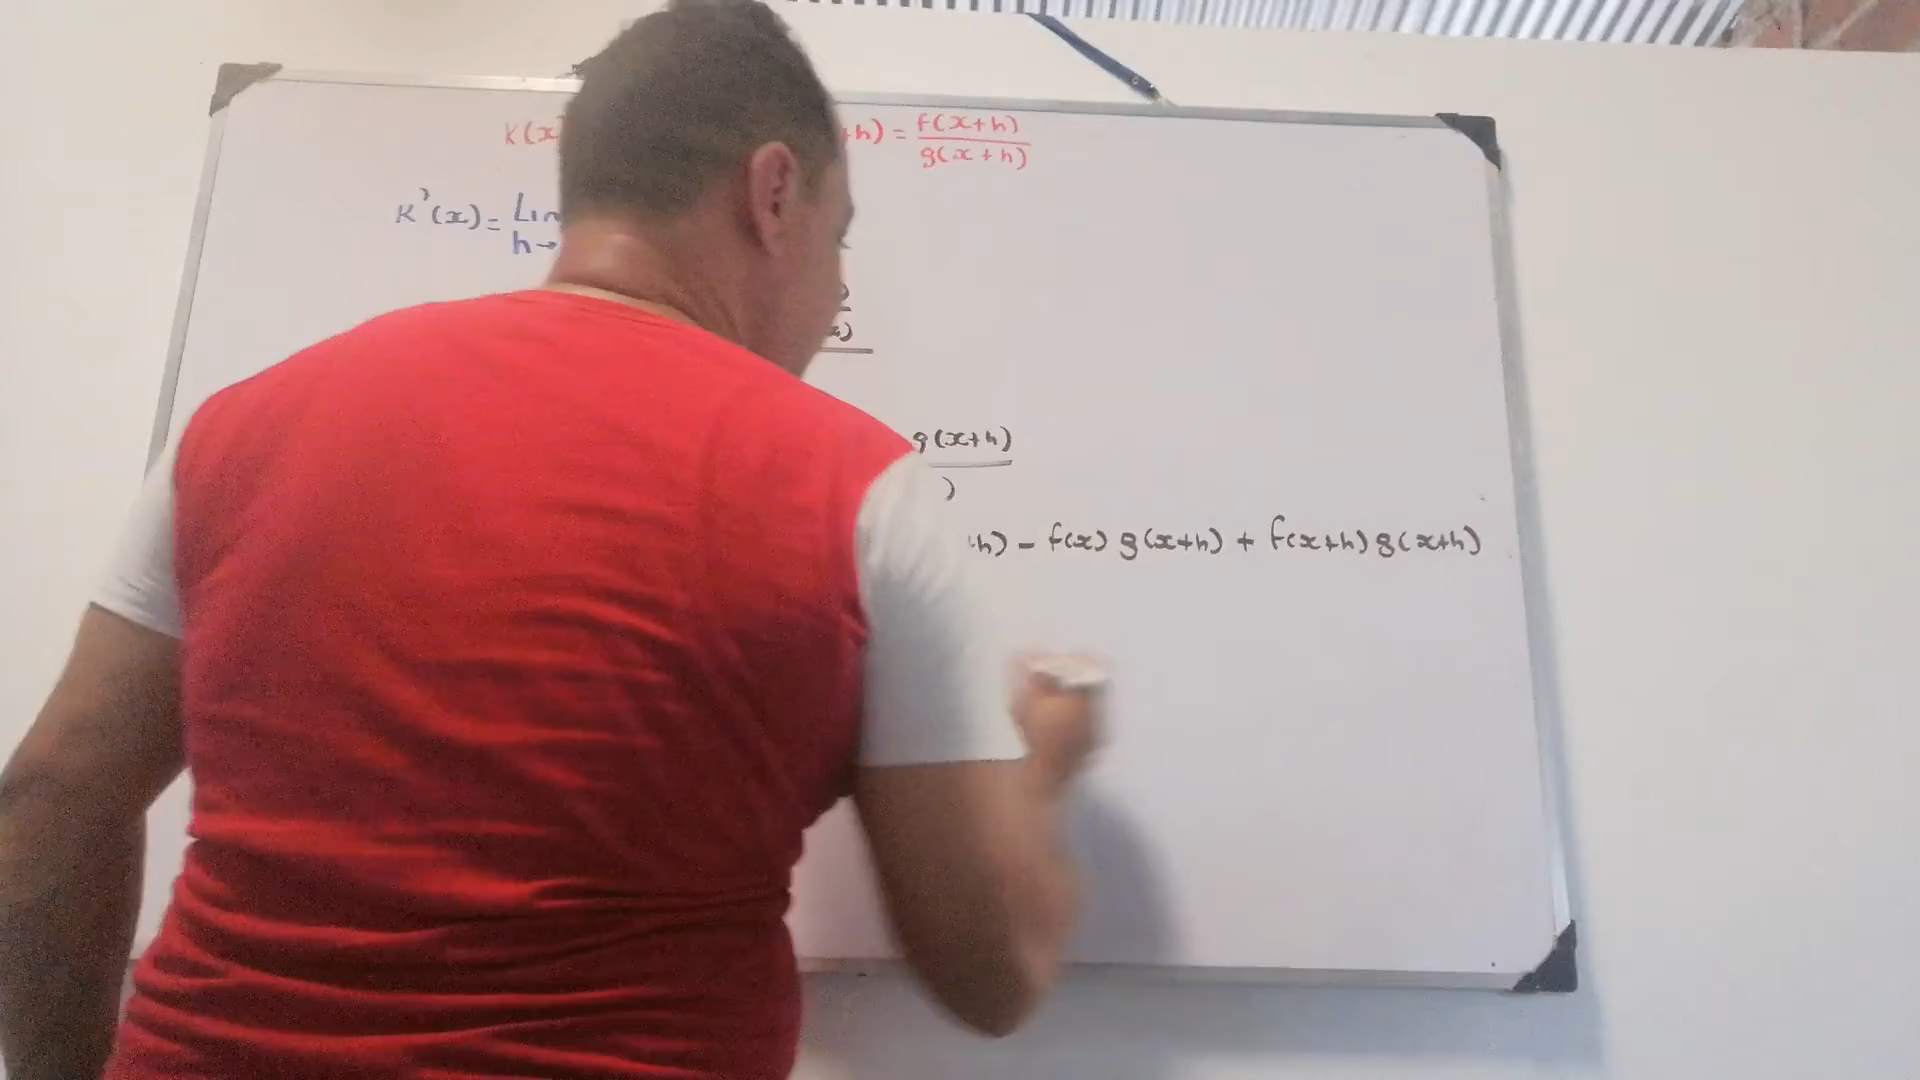 K(x h) = f(x+h)
g(x+h)
K'(x) = Lim
h→
x)
g(x+h)
)
h) - f(x) g(x+h) + f(x+h) g(x+h)